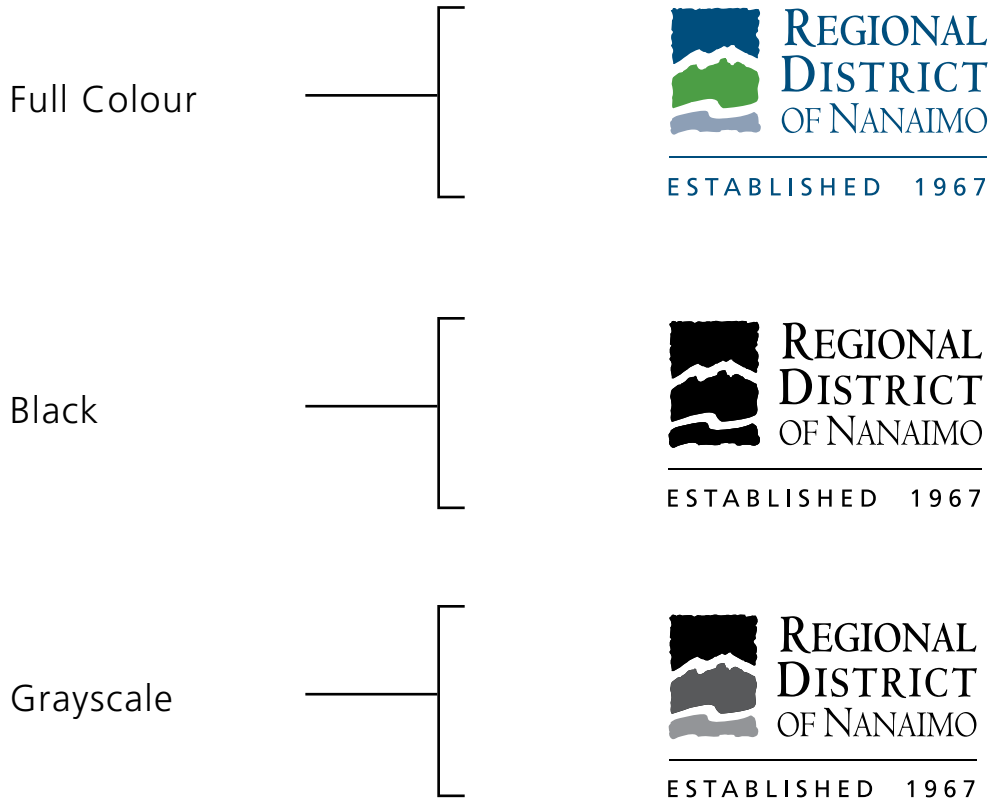 Full Colour
REGIONAL
DISTRICT
OF NANAIMO
ESTABLISHED 1967
Black
REGIONAL
DISTRICT
OF NANAIMO
ESTABLISHED 1967
Grayscale
REGIONAL
DISTRICT
OF NANAIMO
ESTABLISHED 1967